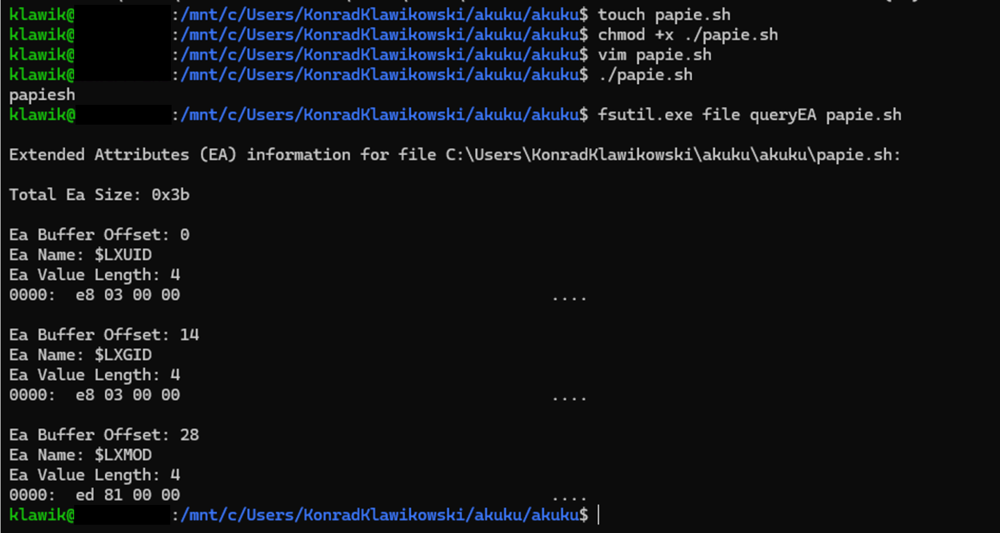 klawik@ :/mnt/c/Users/KonradKlawikowski/akuku/akuku$ touch papie.sh
klawik@ :/mnt/c/Users/KonradKlawikowski/akuku/akuku$ chmod +x ./papie.sh
klawik@ :/mnt/c/Users/KonradKlawikowski/akuku/akuku$ vim papie.sh
klawik@ :/mnt/c/Users/KonradKlawikowski/akuku/akuku$ ./papie.sh
papiesh
klawik@ :/mnt/c/Users/KonradKlawikowski/akuku/akuku$ fsutil.exe file queryEA papie.sh
Extended Attributes (EA) information for file C:\Users\KonradKlawikowski\akuku\akuku\papie.sh:
Total Ea Size: 0x3b
Ea Buffer Offset: 0
Ea Name: $LXUID
Ea Value Length: 4
0000:  e8 03 00 00                                       ....
Ea Buffer Offset: 14
Ea Name: $LXGID
Ea Value Length: 4
0000:  e8 03 00 00                                       ....
Ea Buffer Offset: 28
Ea Name: $LXMOD
Ea Value Length: 4
0000:  ed 81 00 00                                       ....
klawik@ :/mnt/c/Users/KonradKlawikowski/akuku/akuku$